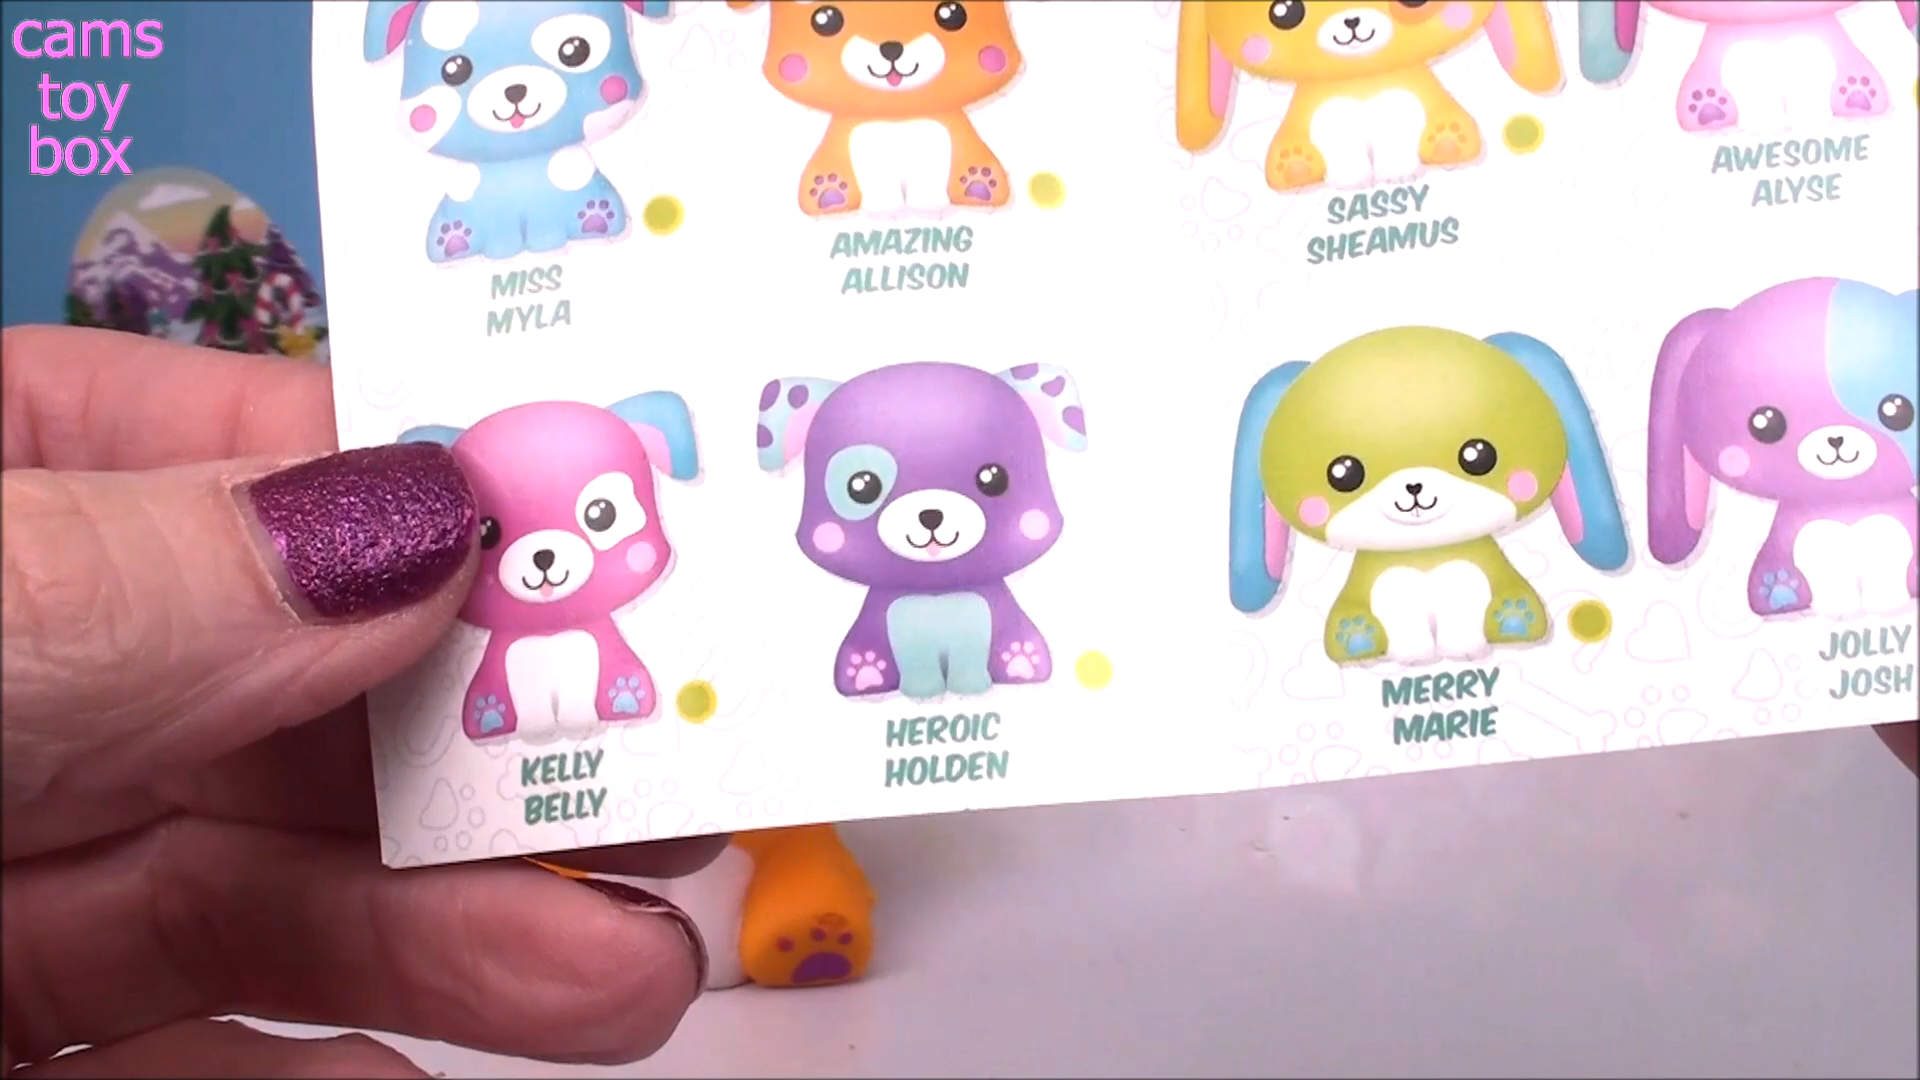 cams
toy
box
MISS
MYLA
AMAZING
ALLISON
SASSY
SHEAMUS
AWESOME
ALYSE
KELLY
BELLY
HEROIC
HOLDEN
MERRY
MARIE
JOLLY
JOSH